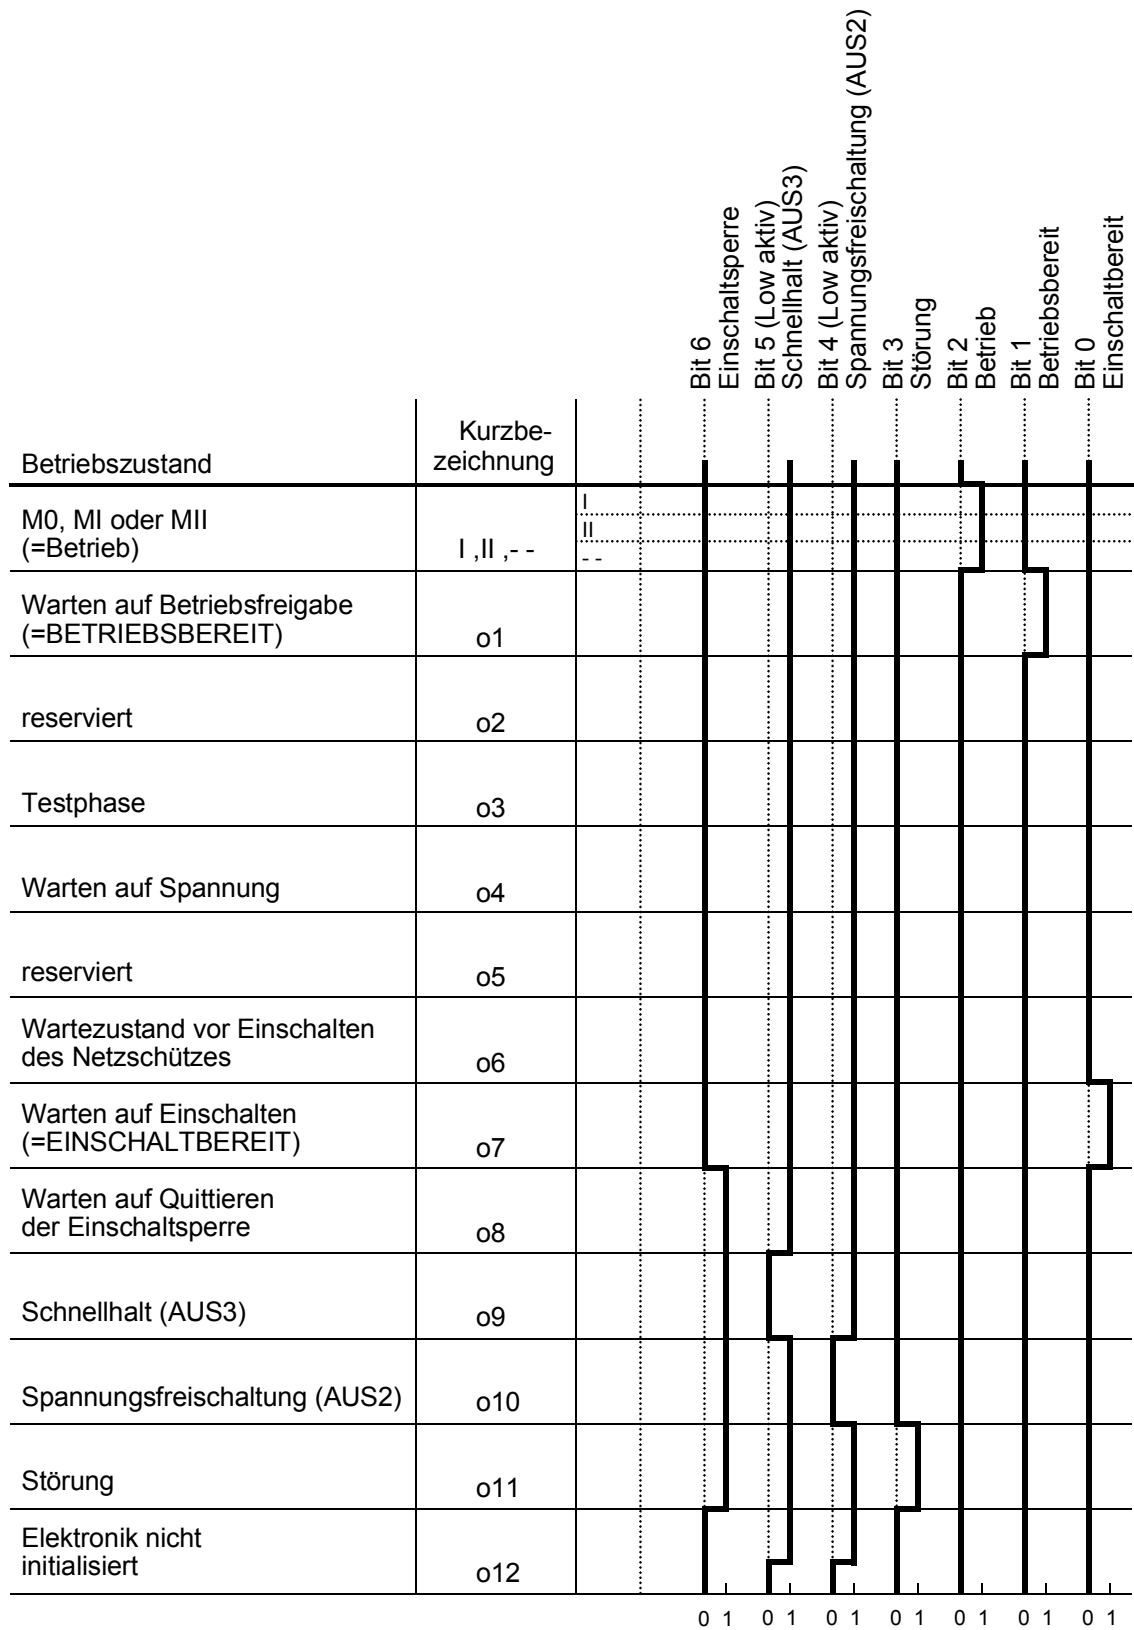 Bit 6
Einschaltsperre
Bit 5 (Low aktiv)
Schnellhalt (AUS3)
Bit 4 (Low aktiv)
Spannungsfreischaltung (AUS2)
Bit 3
Störung
Bit 2
Betrieb
Bit 1
Betriebsbereit
Bit 0
Einschaltbereit
Betriebszustand
Kurzbe-
zeichnung
M0, MI oder MII
(=Betrieb)
I ,II ,- -
I
II
- -
Warten auf Betriebsfreigabe
(=BETRIEBSBEREIT)
o1
reserviert
o2
Testphase
o3
Warten auf Spannung
o4
reserviert
o5
Wartezustand vor Einschalten
des Netzschützes
o6
Warten auf Einschalten
(=EINSCHALTBEREIT)
o7
Warten auf Quittieren
der Einschaltsperre
o8
Schnellhalt (AUS3)
o9
Spannungsfreischaltung (AUS2)
o10
Störung
o11
Elektronik nicht
initialisiert
o12
0 1 0 1 0 1 0 1 0 1 0 1 0 1